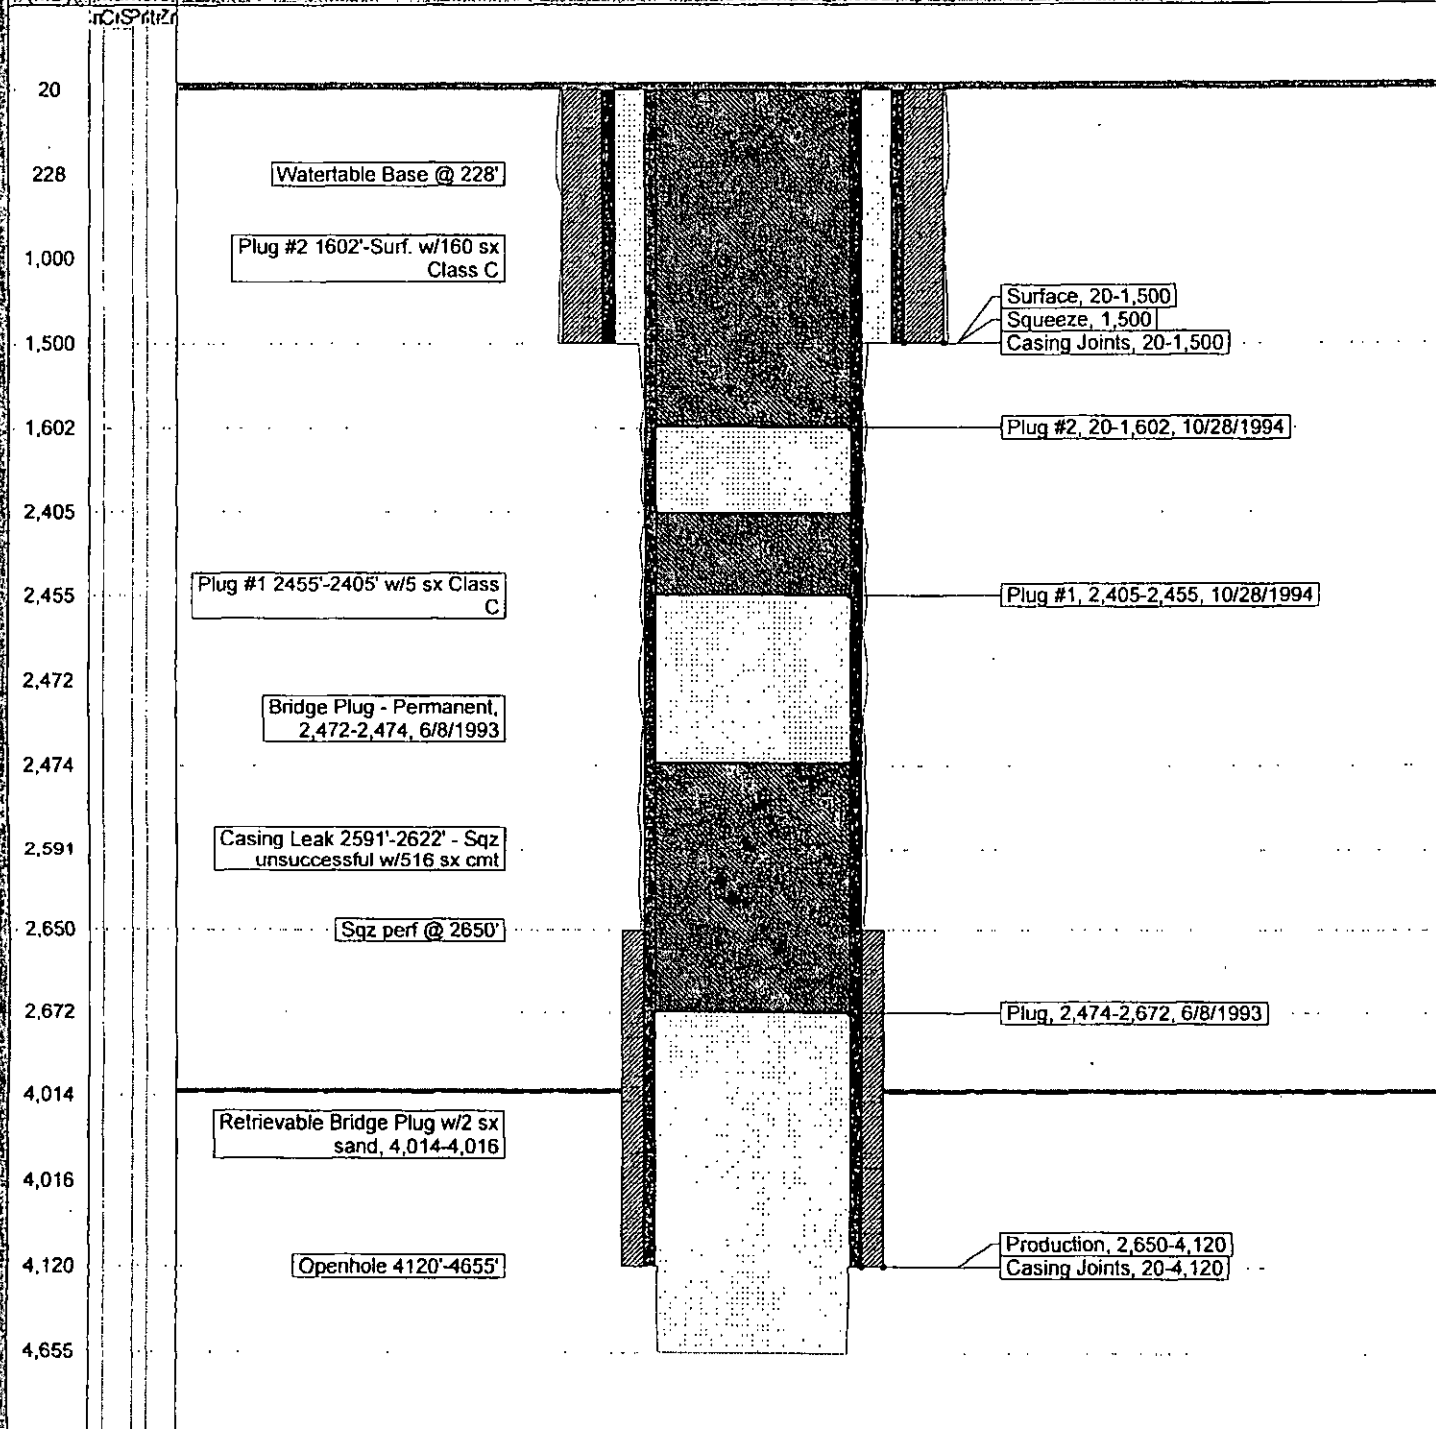 20
228
Watertable Base @ 228'
Plug #2 1602'-Surf. w/160 sx
Class C
1,000
Surface, 20-1,500
Squeeze, 1,500
Casing Joints, 20-1,500
1,500
1,602
Plug #2, 20-1,602, 10/28/1994
2,405
Plug #1 2455'-2405' w/5 sx Class
C
2,455
Plug #1, 2,405-2,455, 10/28/1994
2,472
Bridge Plug - Permanent,
2,472-2,474, 6/8/1993
2,474
Casing Leak 2591'-2622' - Sqz
unsuccessful w/516 sx cmt
2,591
2,650
Sqz perf @ 2650'
2,672
Plug, 2,474-2,672, 6/8/1993
4,014
Retrievable Bridge Plug w/2 sx
sand, 4,014-4,016
4,016
Production, 2,650-4,120
Casing Joints, 20-4,120
4,120
Openhole 4120'-4655'
4,655